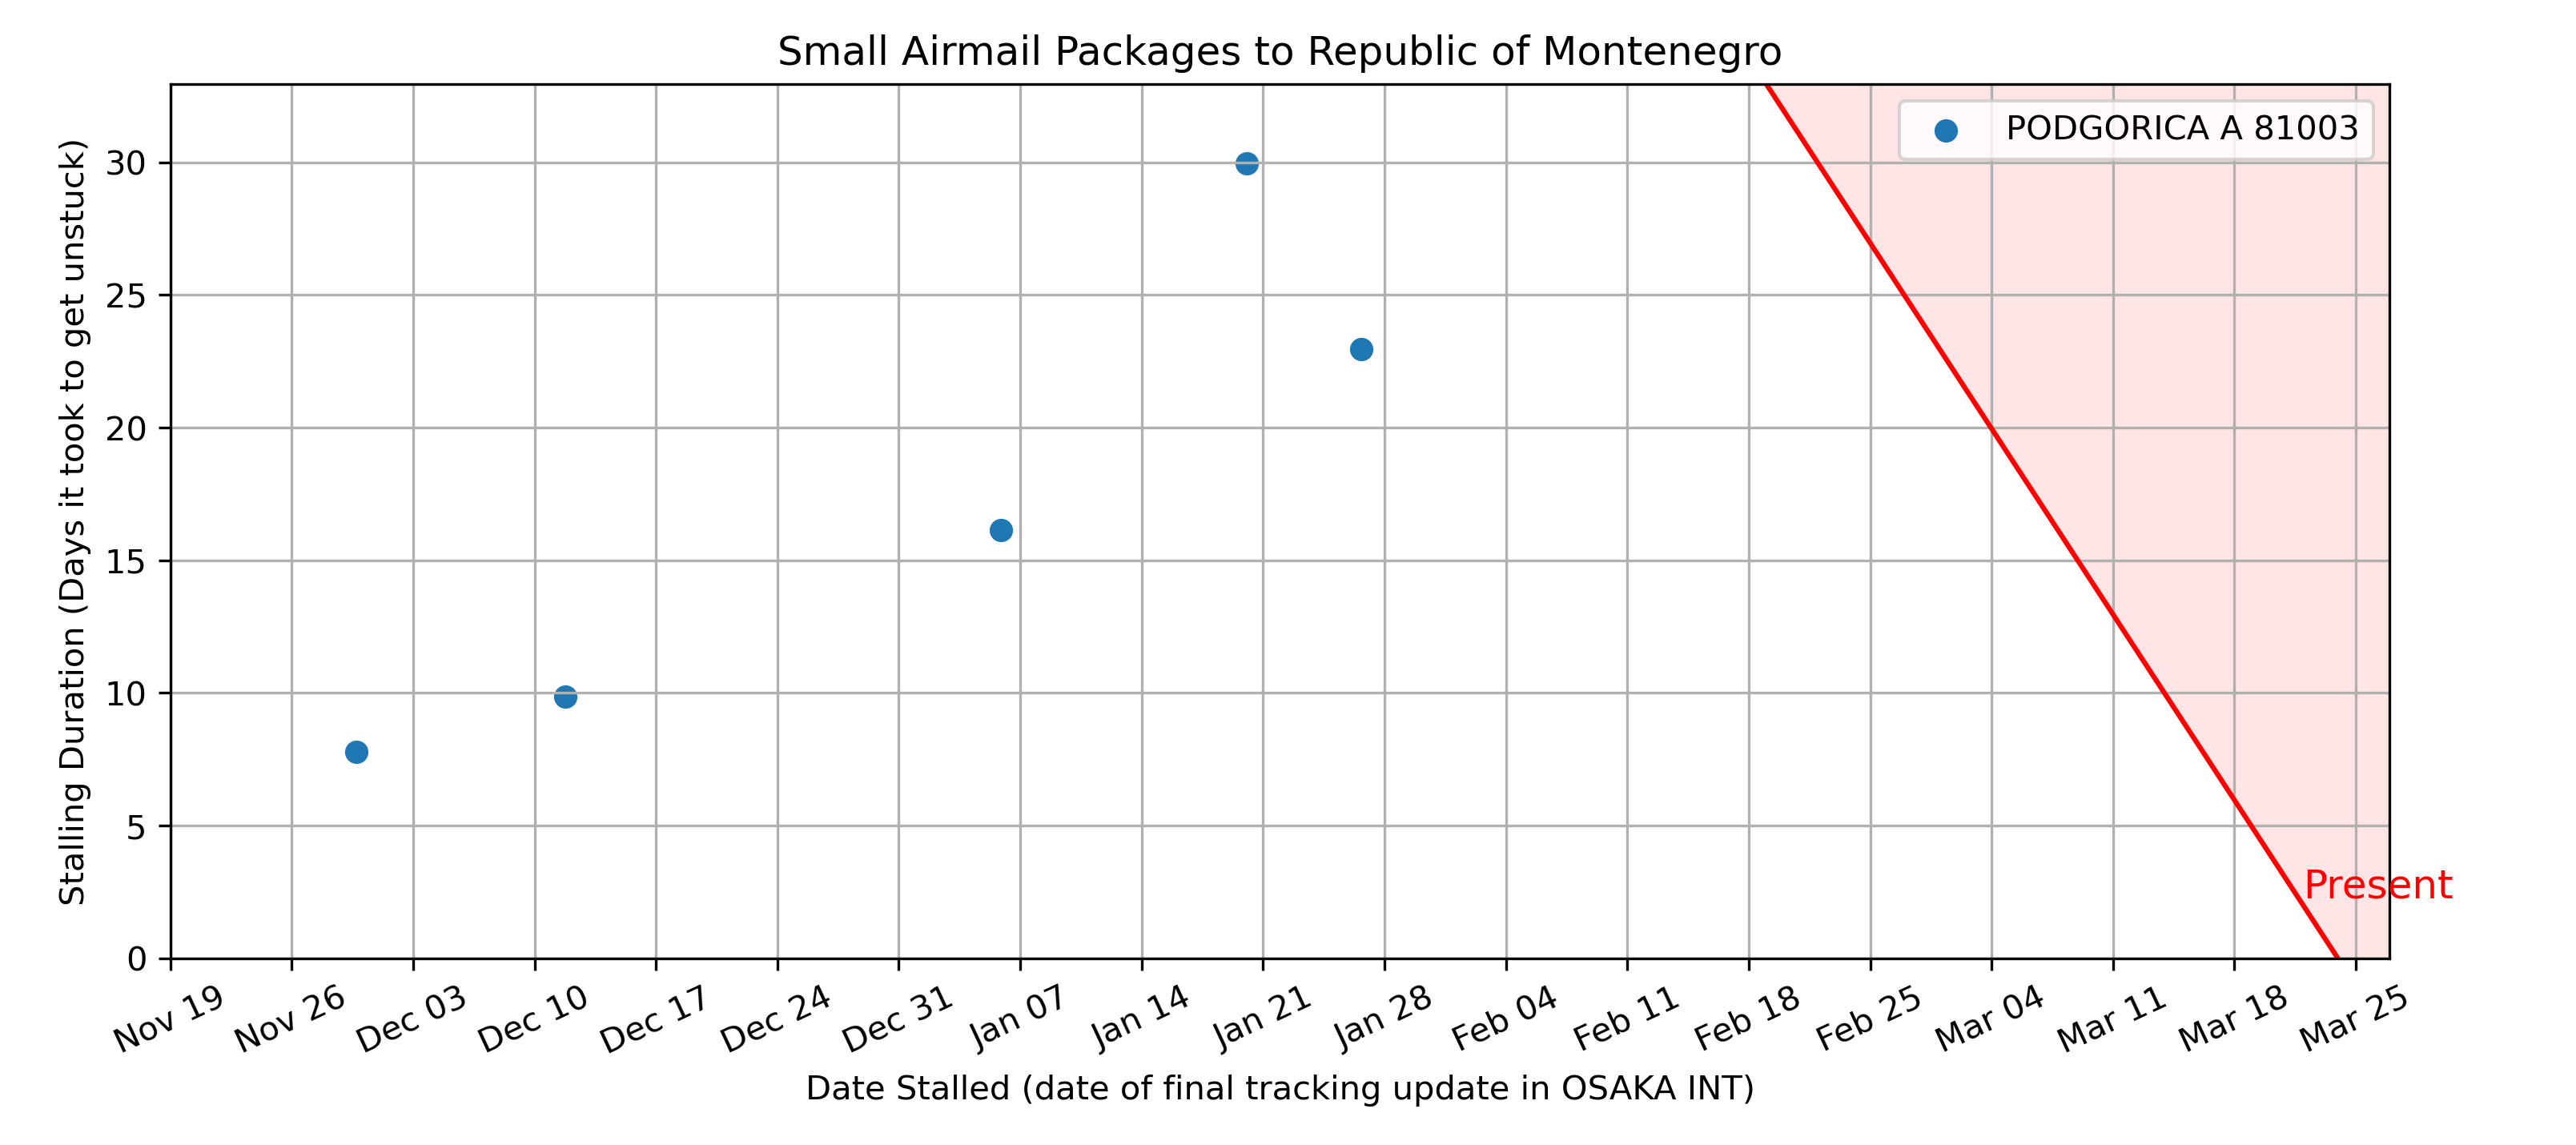 Small Airmail Packages to Republic of Montenegro
PODGORICA A 81003
Stalling Duration (Days it took to get unstuck)
30
25
20
15
10
5
0
Present
Nov 19
Nov 26
Dec 03
Dec 10
Dec 17
Dec 24
Dec 31
Jan 07
Jan 14
Jan 21
Jan 28
Feb 04
Feb 11
Feb 18
Feb 25
Mar 04
Mar 11
Mar 18
Mar 25
Date Stalled (date of final tracking update in OSAKA INT)